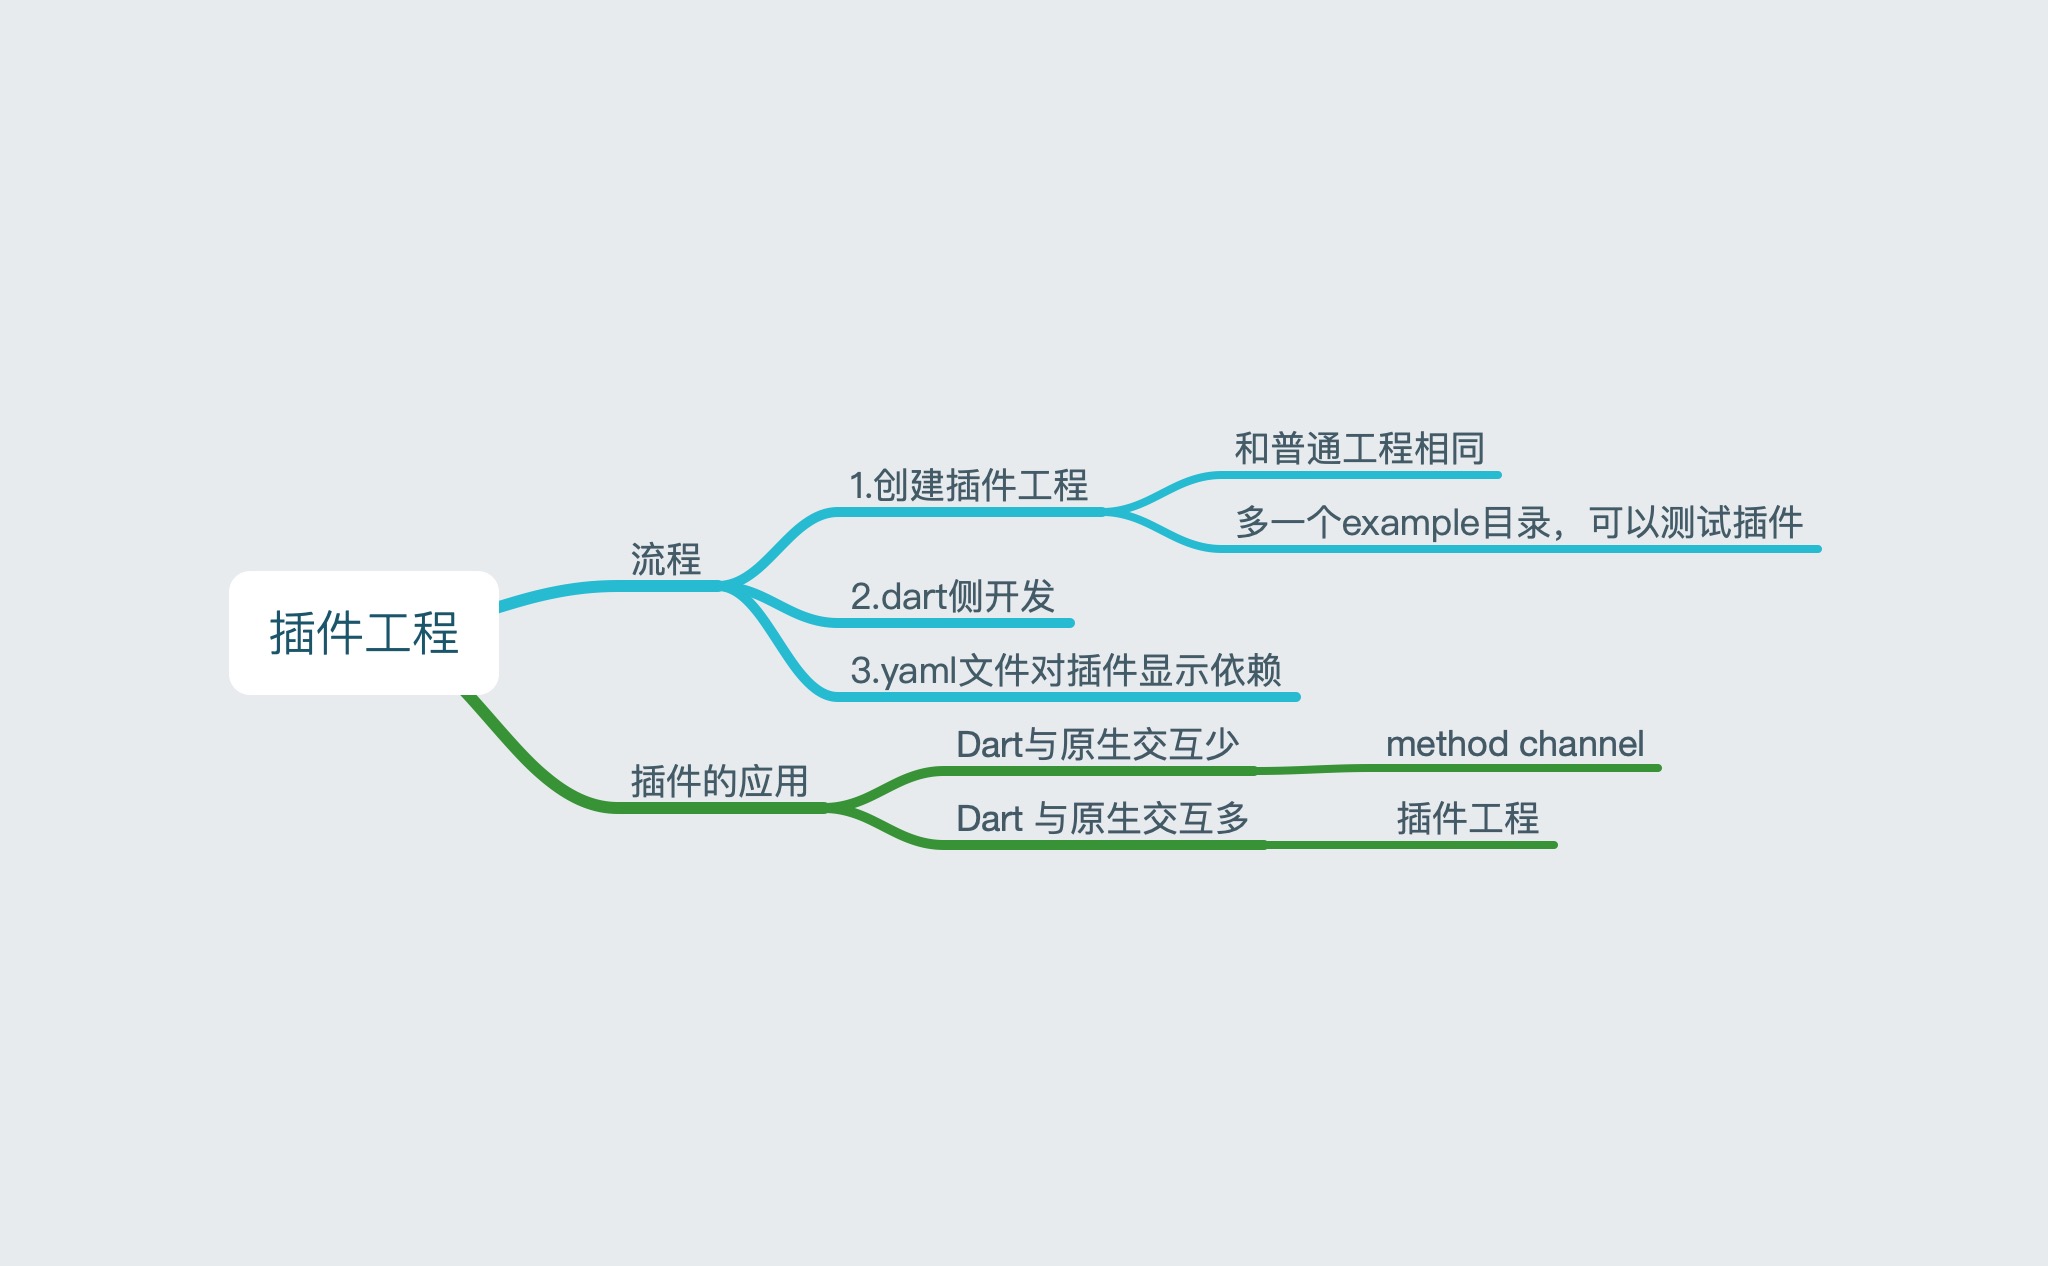 插件工程
流程
1.创建插件工程
和普通工程相同
多一个example目录，可以测试插件
2.dart侧开发
3.yaml文件对插件显示依赖
插件的应用
Dart与原生交互少
method channel
Dart 与原生交互多
插件工程